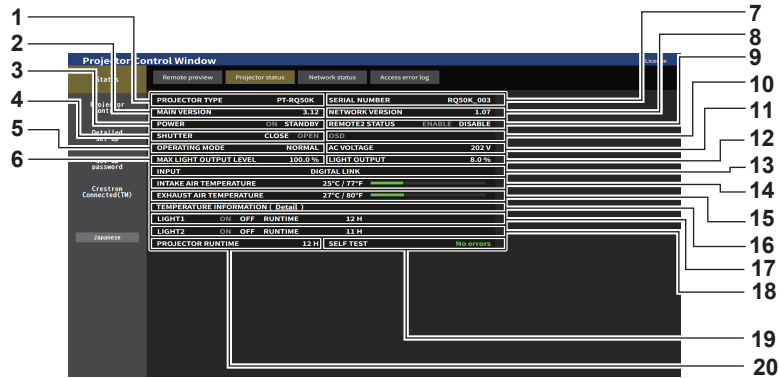 1
2
3
4
5
6
7
8
9
10
11
12
13
14
15
16
17
18
19
20
Projector Control Window
License
Status
Remote preview
Projector status
Network status
Access error log
Projector control
Detailed set up
Set up
password
Crestron
Connected(TM)
Japanese
PROJECTOR TYPE PT-RQ50K SERIAL NUMBER RQ50K_003
MAIN VERSION 3.12 NETWORK VERSION 1.07
POWER ON STANDBY REMOTE2 STATUS ENABLE DISABLE
SHUTTER CLOSE OPEN OSD
OPERATING MODE NORMAL AC VOLTAGE 202 V
MAX LIGHT OUTPUT LEVEL 100.0 % LIGHT OUTPUT 8.0 %
INPUT DIGITAL LINK
INTAKE AIR TEMPERATURE 25°C / 77°F
EXHAUST AIR TEMPERATURE 27°C / 80°F
TEMPERATURE INFORMATION ( Detail )
LIGHT1 ON OFF RUNTIME 12 H
LIGHT2 ON OFF RUNTIME 11 H
PROJECTOR RUNTIME 12 H SELF TEST No errors